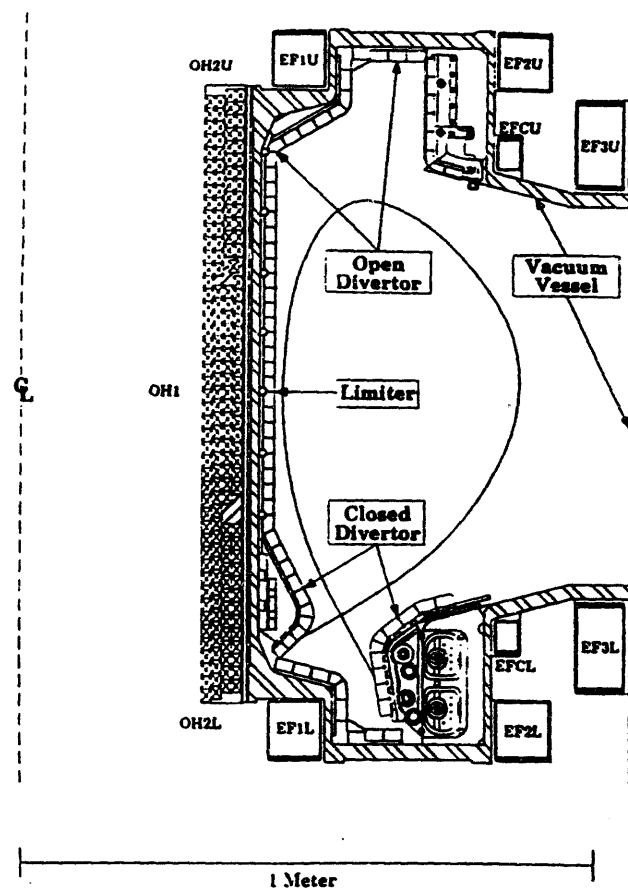 OH2U
EF1U
EF2U
EFCU
EF3U
Open
Divertor
Vacuum
Vessel
C
L
OH1
Limiter
Closed
Divertor
EFCL
EF3L
OH2L
EF1L
EF2L
1 Meter